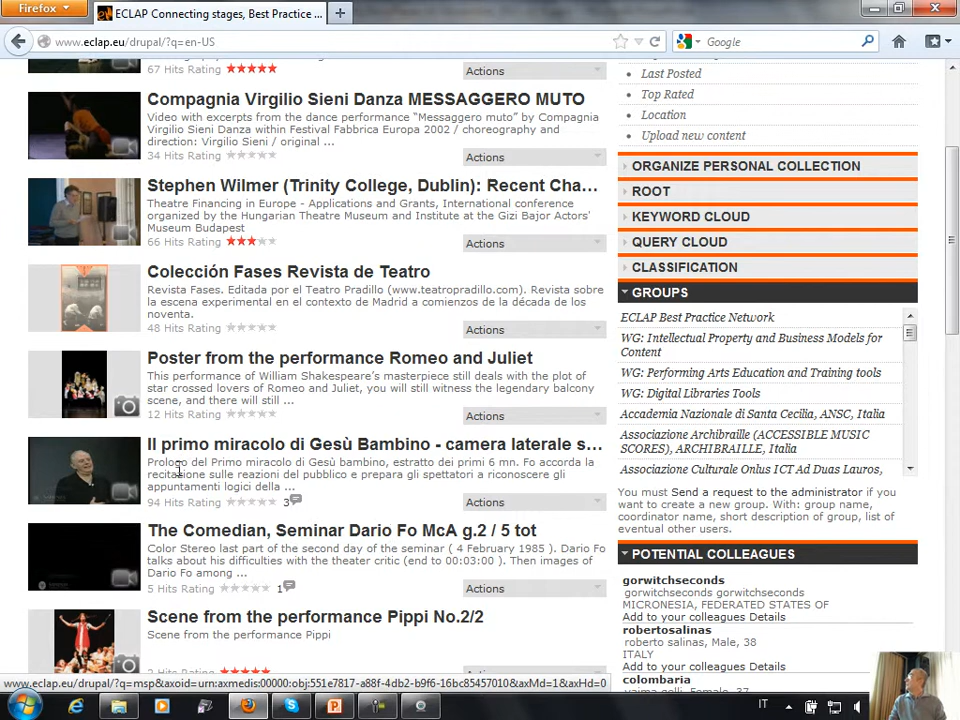 Firefox
ECLAP Connecting stages, Best Practice ...
www.eclap.eu/drupal/?q=en-US
Google
67 Hits Rating
Actions
Compagnia Virgilio Sieni Danza MESSAGGERO MUTO
Video with excerpts from the dance performance "Messaggero muto" by Compagnia
Virgilio Sieni Danza within Festival Fabbrica Europa 2002 / choreography and
direction: Virgilio Sieni / original ...
34 Hits Rating
Actions
Stephen Wilmer (Trinity College, Dublin): Recent Cha...
Theatre Financing in Europe - Applications and Grants, International conference
organized by the Hungarian Theatre Museum and Institute at the Gizi Bajor Actors'
Museum Budapest
66 Hits Rating
Actions
Colección Fases Revista de Teatro
Revista Fases. Editada por el Teatro Pradillo (www.teatropradillo.com). Revista sobre
la escena experimental en el contexto de Madrid a comienzos de la década de los
noventa.
48 Hits Rating
Actions
Poster from the performance Romeo and Juliet
This performance of William Shakespeare's masterpiece still deals with the plot of
star crossed lovers of Romeo and Juliet, you will still witness the legendary balcony
scene, and there will still ...
12 Hits Rating
Actions
Il primo miracolo di Gesù Bambino - camera laterale s...
Prologo del Primo miracolo di Gesù bambino, estratto dei primi 6 mn. Fo accorda la
recitazione sulle reazioni del pubblico e prepara gli spettatori a riconoscere gli
appuntamenti logici della ...
94 Hits Rating 3
Actions
The Comedian, Seminar Dario Fo McA g.2 / 5 tot
Color Stereo last part of the second day of the seminar ( 4 February 1985 ). Dario Fo
talks about his difficulties with the theater critic (end to 00:03:00 ). Then images of
Dario Fo among ...
5 Hits Rating 1
Actions
Scene from the performance Pippi No.2/2
Scene from the performance Pippi
Last Posted
Top Rated
Location
Upload new content
ORGANIZE PERSONAL COLLECTION
ROOT
KEYWORD CLOUD
QUERY CLOUD
CLASSIFICATION
GROUPS
ECLAP Best Practice Network
WG: Intellectual Property and Business Models for
Content
WG: Performing Arts Education and Training tools
WG: Digital Libraries Tools
Accademia Nazionale di Santa Cecilia, ANSC, Italia
Associazione Archibraille (ACCESSIBLE MUSIC
SCORES), ARCHIBRAILLE, Italia
Associazione Culturale Onlus ICT Ad Duas Lauros,
You must Send a request to the administrator if you
want to create a new group. With: group name,
coordinator name, short description of group, list of
eventual other users.
POTENTIAL COLLEAGUES
gorwitchseconds
gorwitchseconds gorwitchseconds
MICRONESIA, FEDERATED STATES OF
Add to your colleagues Details
robertosalinas
roberto salinas, Male, 38
ITALY
Add to your colleagues Details
colombaria
www.eclap.eu/drupal/?q=msp&axoid=urn:axmedis:00000:obj:551e7817-a88f-4db2-b9f6-16bc85457010&axMd=1&axHd=0
IT